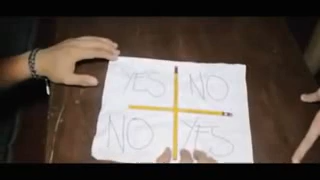 YES NO
NO YES